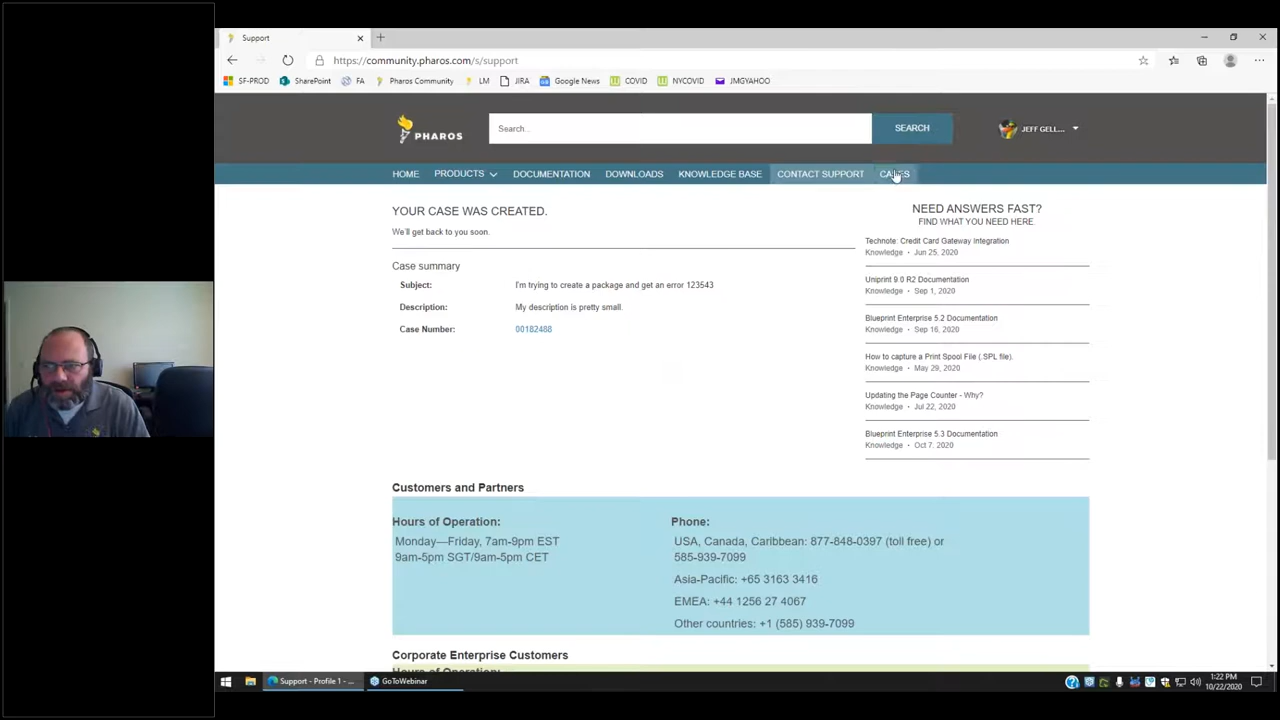 Support
https://community.pharos.com/s/support
SF-PROD SharePoint FA Pharos Community LM JIRA Google News COVID NYCOVID JMGYAHOO
PHAROS
Search...
SEARCH
JEFF GELL...
HOME PRODUCTS DOCUMENTATION DOWNLOADS KNOWLEDGE BASE CONTACT SUPPORT CASES
YOUR CASE WAS CREATED.
We'll get back to you soon.
Case summary
Subject: I'm trying to create a package and get an error 123543
Description: My description is pretty small.
Case Number: 00182488
NEED ANSWERS FAST?
FIND WHAT YOU NEED HERE
Technote: Credit Card Gateway Integration
Knowledge • Jun 25, 2020
Uniprint 9.0 R2 Documentation
Knowledge • Sep 1, 2020
Blueprint Enterprise 5.2 Documentation
Knowledge • Sep 16, 2020
How to capture a Print Spool File (.SPL file).
Knowledge • May 29, 2020
Updating the Page Counter - Why?
Knowledge • Jul 22, 2020
Blueprint Enterprise 5.3 Documentation
Knowledge • Oct 7, 2020
Customers and Partners
Hours of Operation:
Monday—Friday, 7am-9pm EST
9am-5pm SGT/9am-5pm CET
Phone:
USA, Canada, Caribbean: 877-848-0397 (toll free) or
585-939-7099
Asia-Pacific: +65 3163 3416
EMEA: +44 1256 27 4067
Other countries: +1 (585) 939-7099
Corporate Enterprise Customers
Hours of Operation:
Support - Profile 1 - ...
GoToWebinar
1:22 PM
10/22/2020